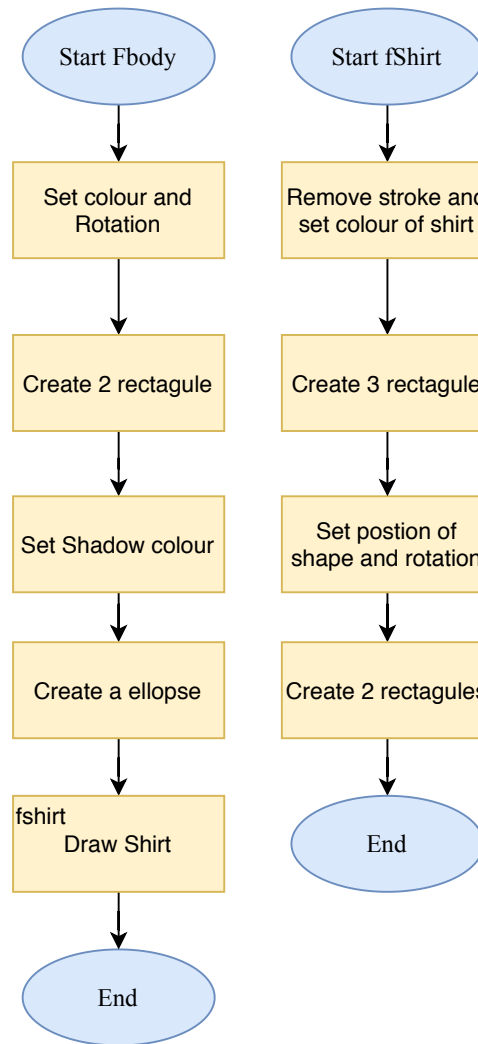 Start Fbody
Set colour and
Rotation
Create 2 rectagule
Set Shadow colour
Create a ellopse
fshirt
Draw Shirt
End
Start fShirt
Remove stroke and
set colour of shirt
Create 3 rectagule
Set postion of
shape and rotation
Create 2 rectagules
End